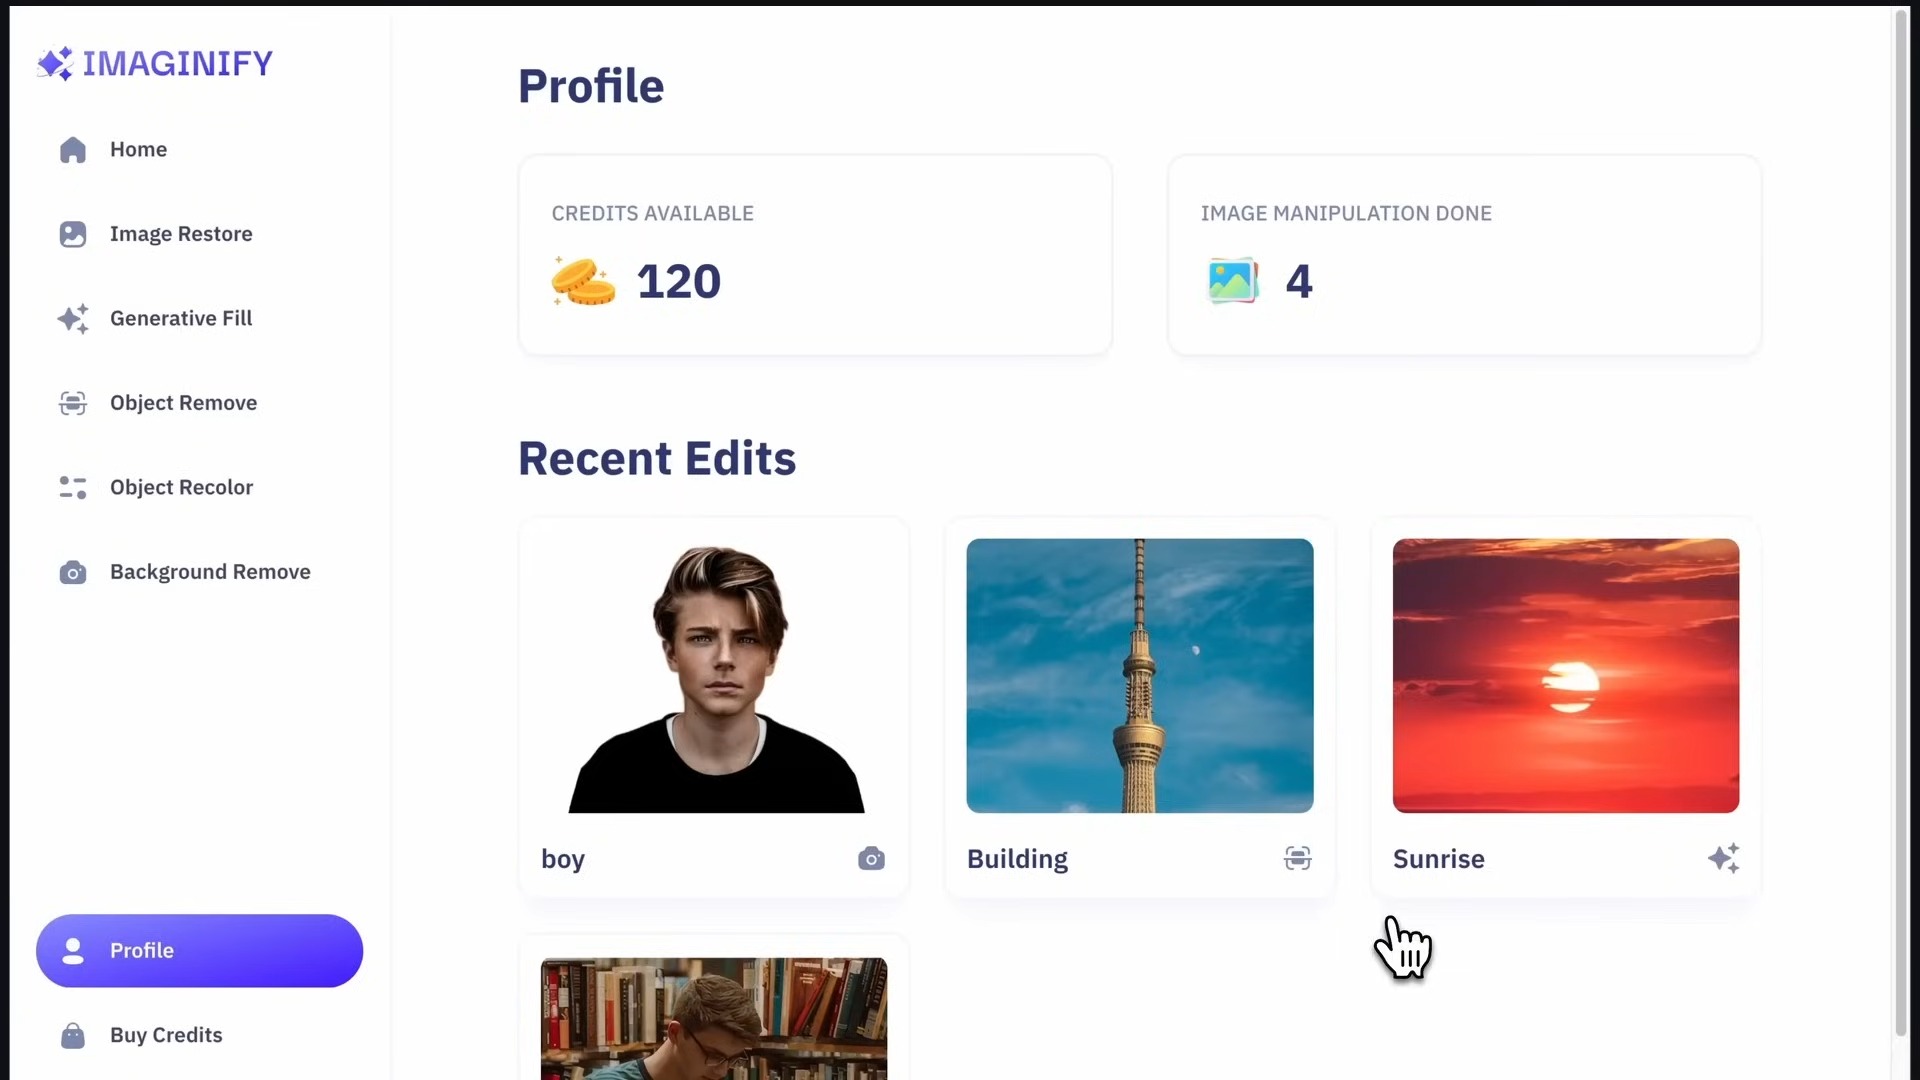 IMAGINIFY
Home
Image Restore
Generative Fill
Object Remove
Object Recolor
Background Remove
Profile
Buy Credits
Profile
CREDITS AVAILABLE
120
IMAGE MANIPULATION DONE
4
Recent Edits
boy
Building
Sunrise